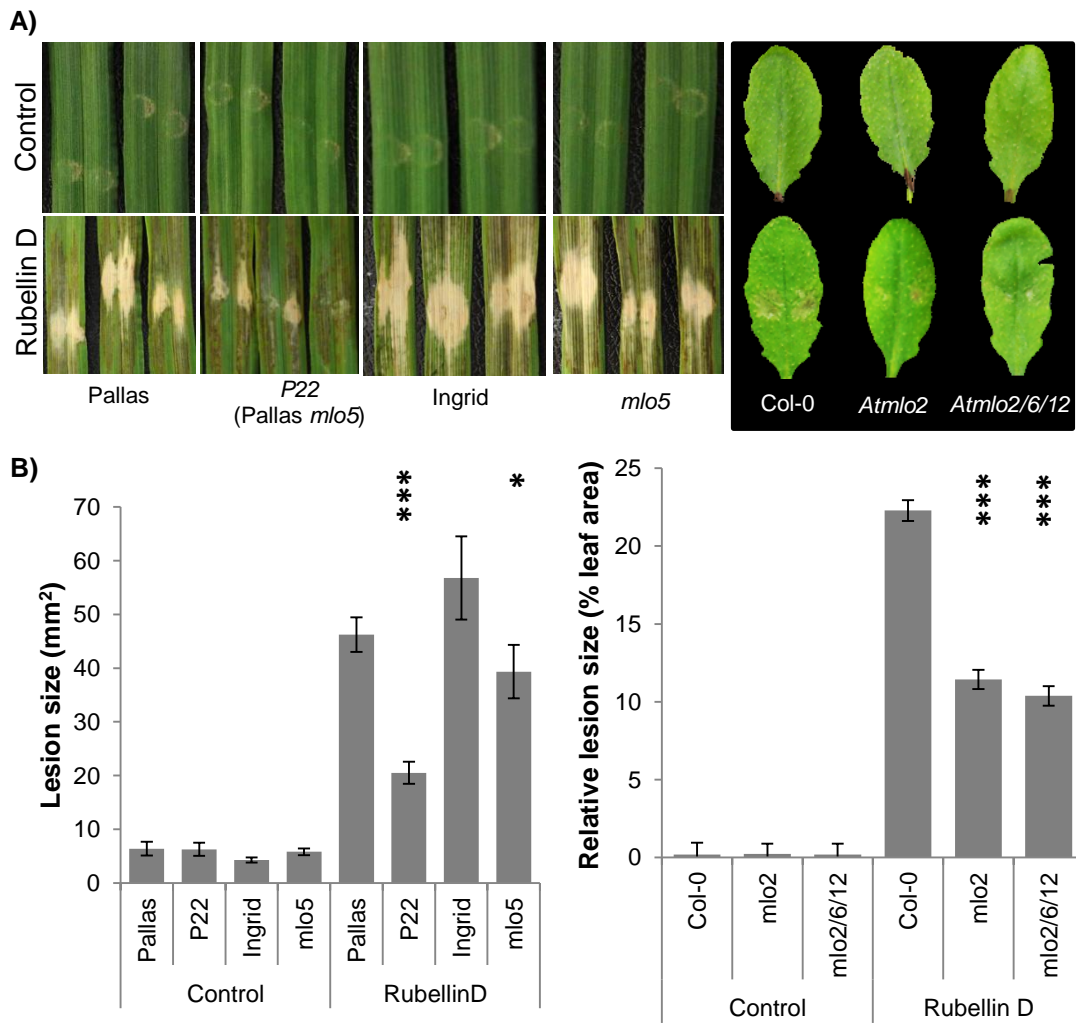 A)
Control
Rubellin D
Pallas
P22
(Pallas mlo5)
Ingrid
mlo5
Col-0
Atmlo2
Atmlo2/6/12
B)
Lesion size (mm²)
70
60
50
40
30
20
10
0
***
*
Pallas
P22
Ingrid
mlo5
Pallas
P22
Ingrid
mlo5
Control
RubellinD
Relative lesion size (% leaf area)
25
20
15
10
5
0
***
***
Col-0
mlo2
mlo2/6/12
Col-0
mlo2
mlo2/6/12
Control
Rubellin D